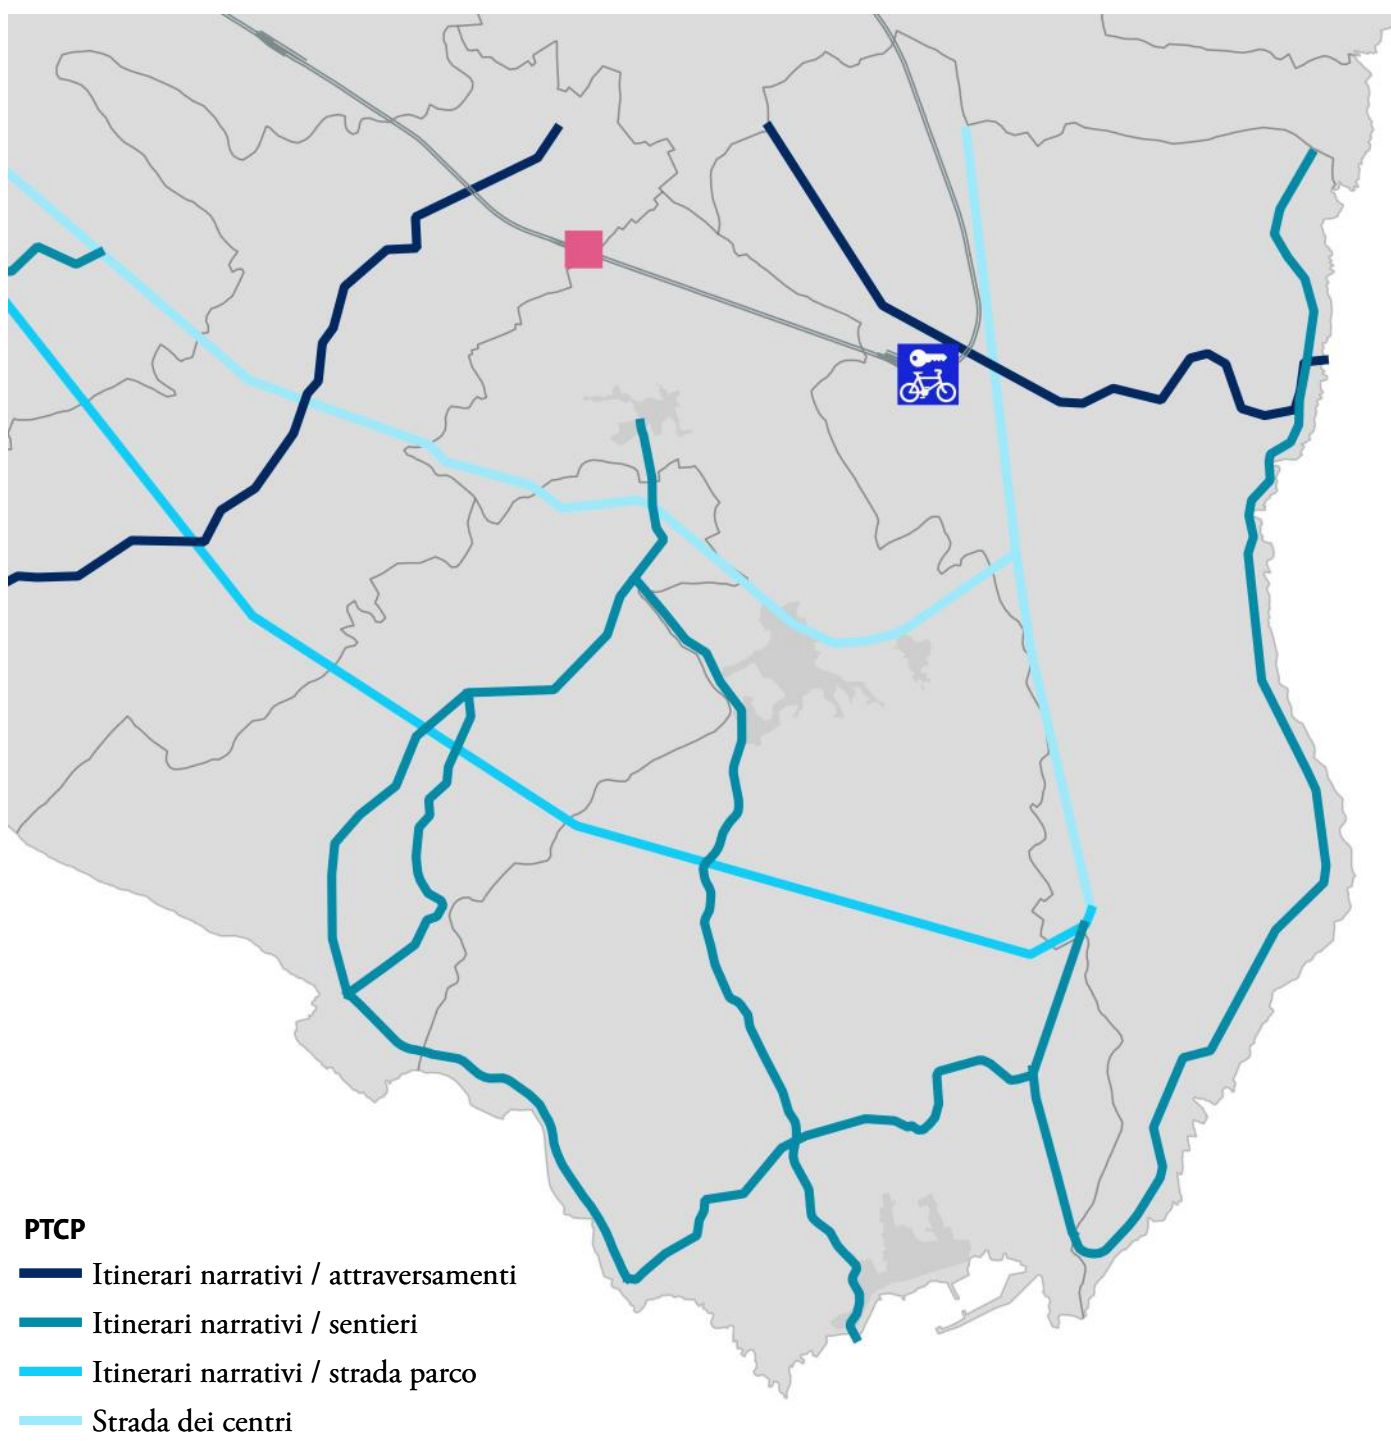 PTCP
Itinerari narrativi / attraversamenti
Itinerari narrativi / sentieri
Itinerari narrativi / strada parco
Strada dei centri